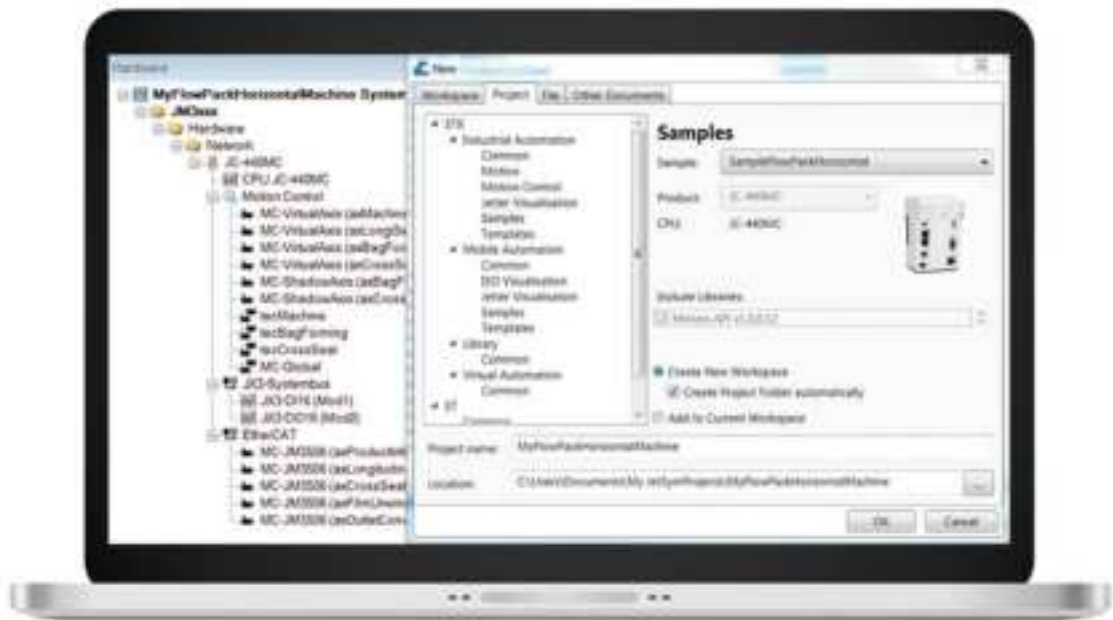 Hardware
MyFlowPackHorizontalMachine System
Hardware
Network
JC-440MC
CPU JC-440MC
Motion Control
MC-VirtualAxis (axMachine
MC-VirtualAxis (axLongi
MC-VirtualAxis (axBagFor
MC-VirtualAxis (axCross
MC-ShadowAxis (axBagF
MC-ShadowAxis (axCross
tecMachine
tecBagForming
tecCrossSeal
MC-Global
JX3-Systembus
JX3-DI16 (Mod1)
JX3-DO16 (Mod2)
EtherCAT
MC-JM3506 (axProduct
MC-JM3506 (axLongitudin
MC-JM3506 (axCrossSeal
MC-JM3506 (axFilmUnwin
MC-JM3506 (axOutletConv
New
Workspace Project File Other Documents
STX
Industrial Automation
Common
Motion
Motion Control
Jetter Visualisation
Samples
Templates
Mobile Automation
Common
ISO Visualisation
Jetter Visualisation
Samples
Templates
Library
Common
Virtual Automation
Common
ST
Common
Samples
Sample: SampleFlowPackHorizontal
Product: JC-440MC
CPU: JC-440MC
Include Libraries:
Create New Workspace
Create Project Folder automatically
Add to Current Workspace
Project name: MyFlowPackHorizontalMachine
Location:
OK Cancel